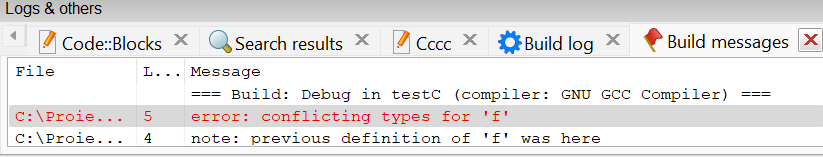 Logs & others
Code::Blocks Search results Cccc Build log Build messages
File L... Message
=== Build: Debug in testC (compiler: GNU GCC Compiler) ===
C:\Proie... 5 error: conflicting types for 'f'
C:\Proie... 4 note: previous definition of 'f' was here